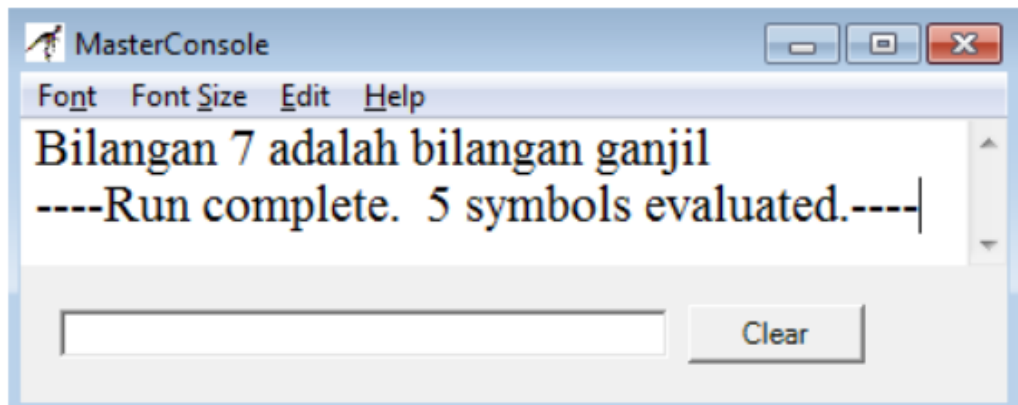 MasterConsole
Font Font Size Edit Help
Bilangan 7 adalah bilangan ganjil
----Run complete.  5 symbols evaluated.----
Clear